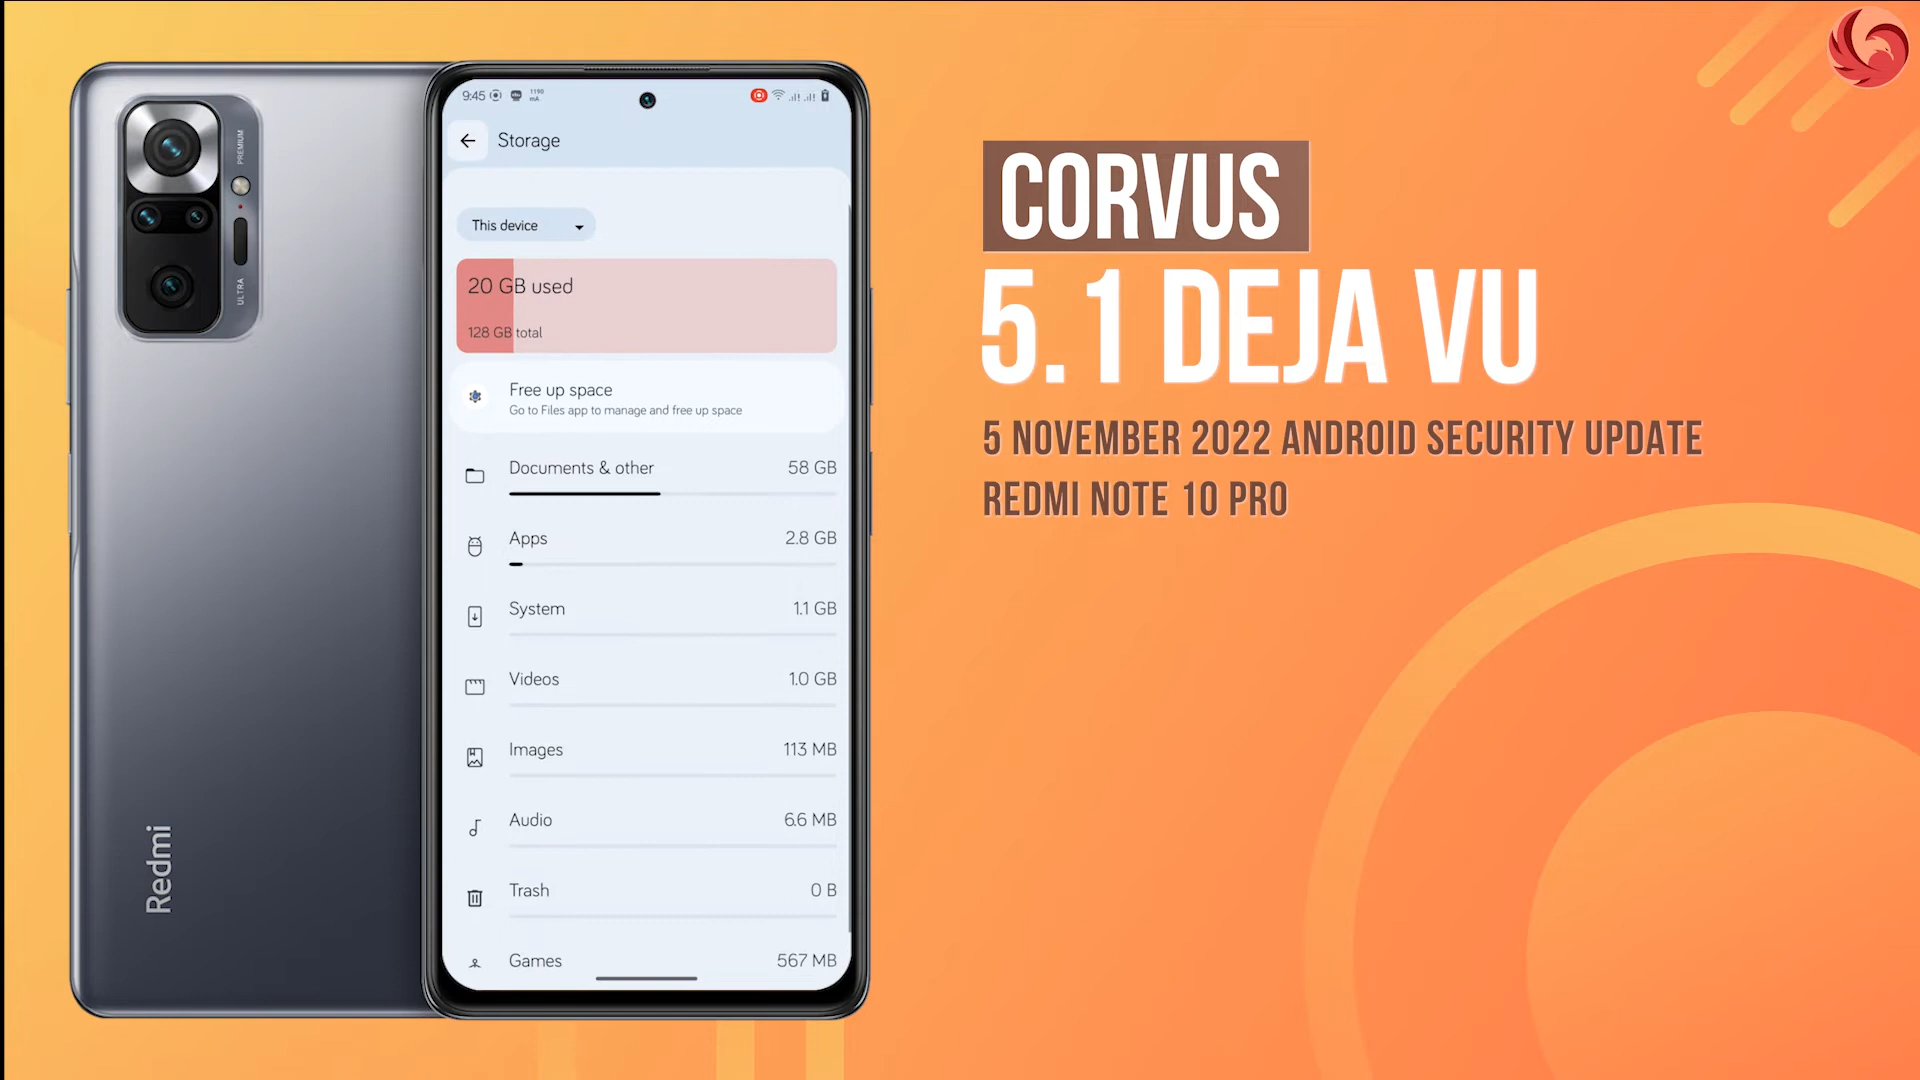 PREMIUM
ULTRA
Redmi
9:45
1190
mA
Storage
This device
20 GB used
128 GB total
Free up space
Go to Files app to manage and free up space
Documents & other 58 GB
Apps 2.8 GB
System 1.1 GB
Videos 1.0 GB
Images 113 MB
Audio 6.6 MB
Trash 0 B
Games 567 MB
CORVUS
5.1 DEJA VU
5 NOVEMBER 2022 ANDROID SECURITY UPDATE
REDMI NOTE 10 PRO